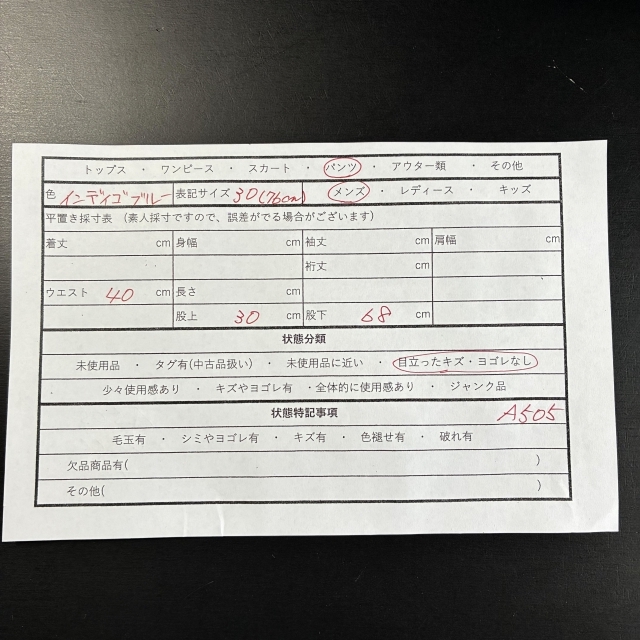 トップス ・ ワンピース ・ スカート ・ パンツ ・ アウター類 ・ その他
色 インディゴブルー 表記サイズ 30(76cm) メンズ ・ レディース ・ キッズ
平置き採寸表 （素人採寸ですので、誤差がでる場合がございます）
着丈 cm 身幅 cm 袖丈 cm 肩幅 cm
裄丈 cm
ウエスト 40 cm 長さ cm
股上 30 cm 股下 68 cm
状態分類
未使用品 ・ タグ有(中古品扱い) ・ 未使用品に近い ・ 目立ったキズ・ヨゴレなし
少々使用感あり ・ キズやヨゴレ有 ・全体的に使用感あり ・ ジャンク品
状態特記事項 A505
毛玉有 ・ シミやヨゴレ有 ・ キズ有 ・ 色褪せ有 ・ 破れ有
欠品商品有( )
その他( )